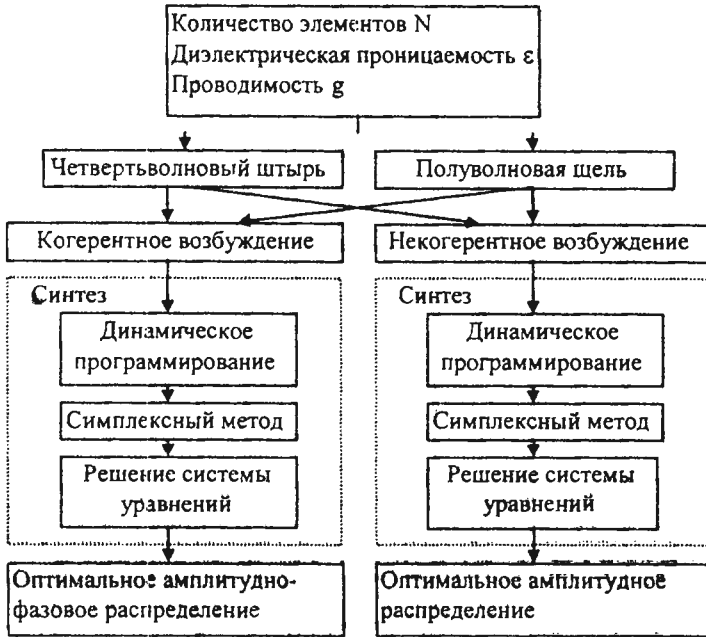 Количество элементов N
Диэлектрическая проницаемость ε
Проводимость g
Четвертьволновый штырь
Полуволновая щель
Когерентное возбуждение
Некогерентное возбуждение
Синтез
Динамическое
программирование
Симплексный метод
Решение системы
уравнений
Оптимальное амплитудно-
фазовое распределение
Синтез
Динамическое
программирование
Симплексный метод
Решение системы
уравнений
Оптимальное амплитудное
распределение